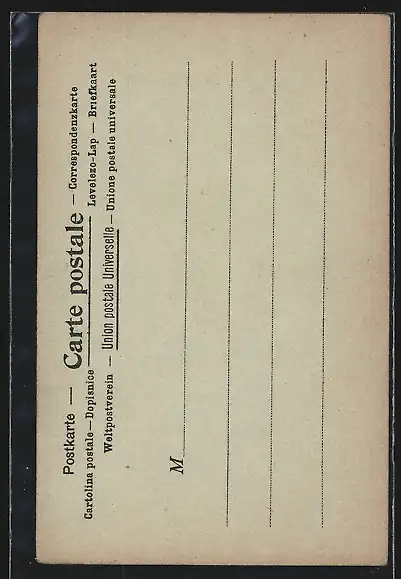 Postkarte — Carte postale — Correspondenzkarte
Cartolina postale — Dopisnice Levelezo-Lap — Briefkaart
Weltpostverein — Union postale Universelle — Unione postale universale
M